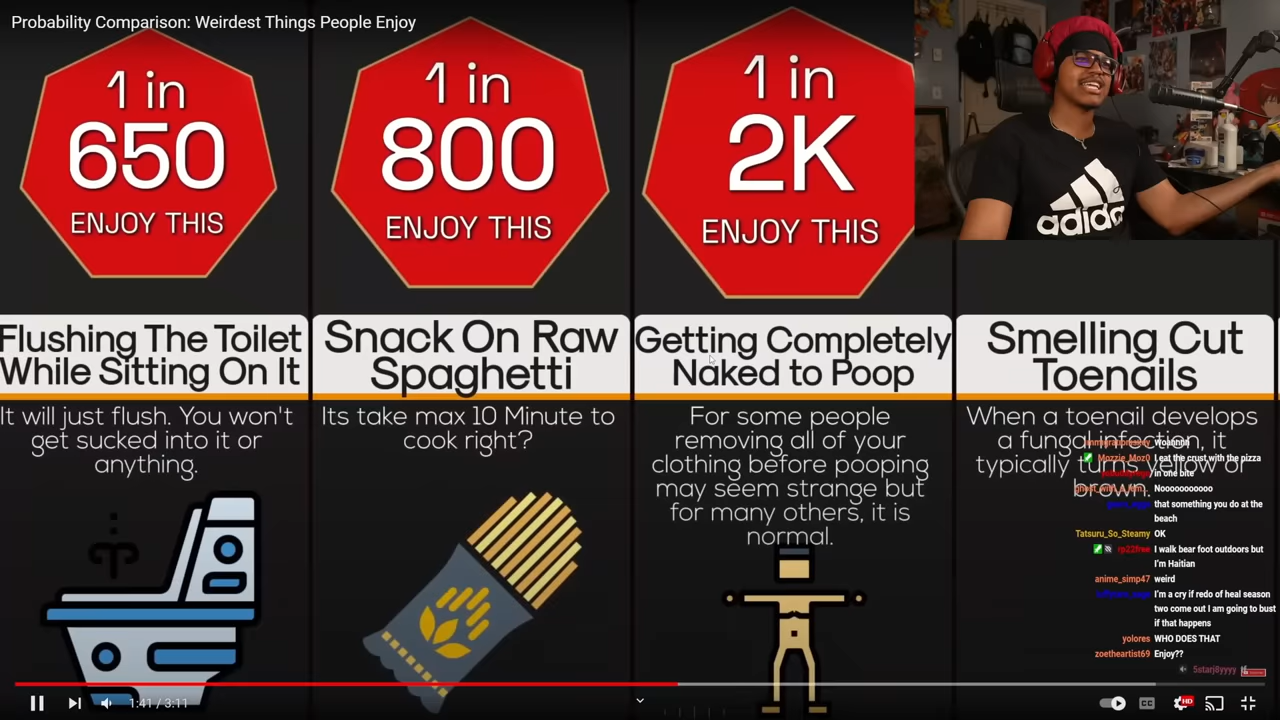 Probability Comparison: Weirdest Things People Enjoy
1 in
650
ENJOY THIS
1 in
800
ENJOY THIS
1 in
2K
ENJOY THIS
adidas
Flushing The Toilet
While Sitting On It
It will just flush. You won't
get sucked into it or
anything.
Snack On Raw
Spaghetti
Its take max 10 Minute to
cook right?
Getting Completely
Naked to Poop
For some people
removing all of your
clothing before pooping
may seem strange but
for many others, it is
normal.
Smelling Cut
Toenails
When a toenail develops
a fungal infection, it
typically turns yellow or
brown.
Woahhhh
Mozzie_Moz0 I eat the crust with the pizza
in one bite
Nooooooooooo
that something you do at the
beach
Tatsuru_So_Steamy OK
rp22free I walk bear foot outdoors but
I'm Haitian
anime_simp47 weird
I'm a cry if redo of heal season
two come out I am going to bust
if that happens
yolores WHO DOES THAT
zoetheartist69 Enjoy??
5starj8yyyy
1:41 / 3:11
CC
HD